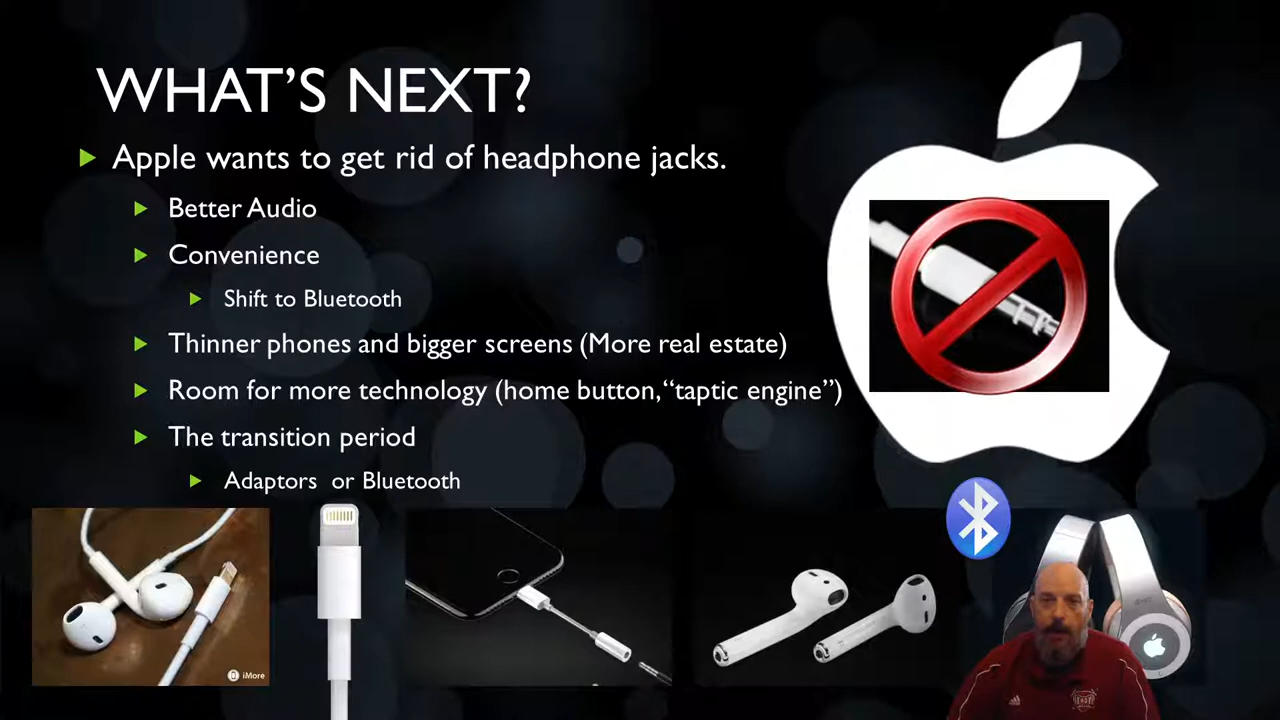 WHAT'S NEXT?
Apple wants to get rid of headphone jacks.
Better Audio
Convenience
Shift to Bluetooth
Thinner phones and bigger screens (More real estate)
Room for more technology (home button, “taptic engine”)
The transition period
Adaptors or Bluetooth
iMore